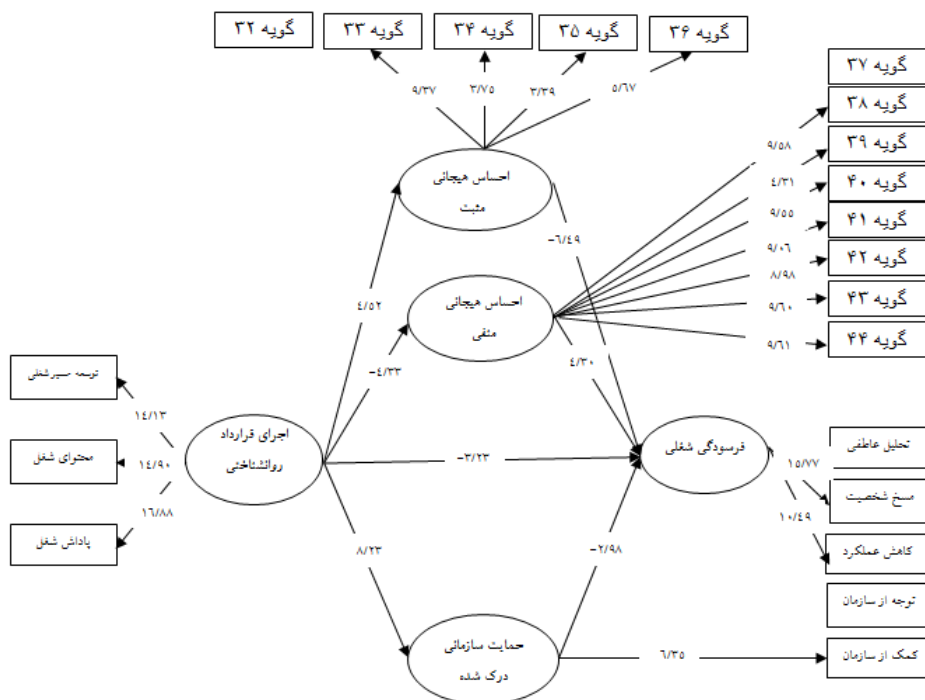 گویه ۳۲ گویه ۳۳ گویه ۳۴ گویه ۳۵ گویه ۳۶
۹/۳۷ ۳/۷۵ ۳/۳۹ ۵/۶۷
گویه ۳۷
گویه ۳۸
گویه ۳۹
گویه ۴۰
گویه ۴۱
گویه ۴۲
گویه ۴۳
گویه ۴۴
۹/۵۸
۴/۳۱
۹/۵۵
۹/۰۶
۸/۹۸
۹/۶۰
۹/۶۱
احساس هیجانی
مثبت
-۶/۴۹
احساس هیجانی
منفی
۴/۵۲
-۴/۳۳
۴/۳۰
توسعه مسیر شغلی
محتوای شغل
پاداش شغل
۱۴/۱۳
۱۴/۹۰
۱۶/۸۸
اجرای قرارداد
روانشناختی
-۳/۲۳
فرسودگی شغلی
۱۵/۷۷
۱۰/۴۹
تحلیل عاطفی
مسخ شخصیت
کاهش عملکرد
توجه از سازمان
کمک از سازمان
۸/۲۳
-۲/۹۸
حمایت سازمانی
درک شده
۶/۳۵